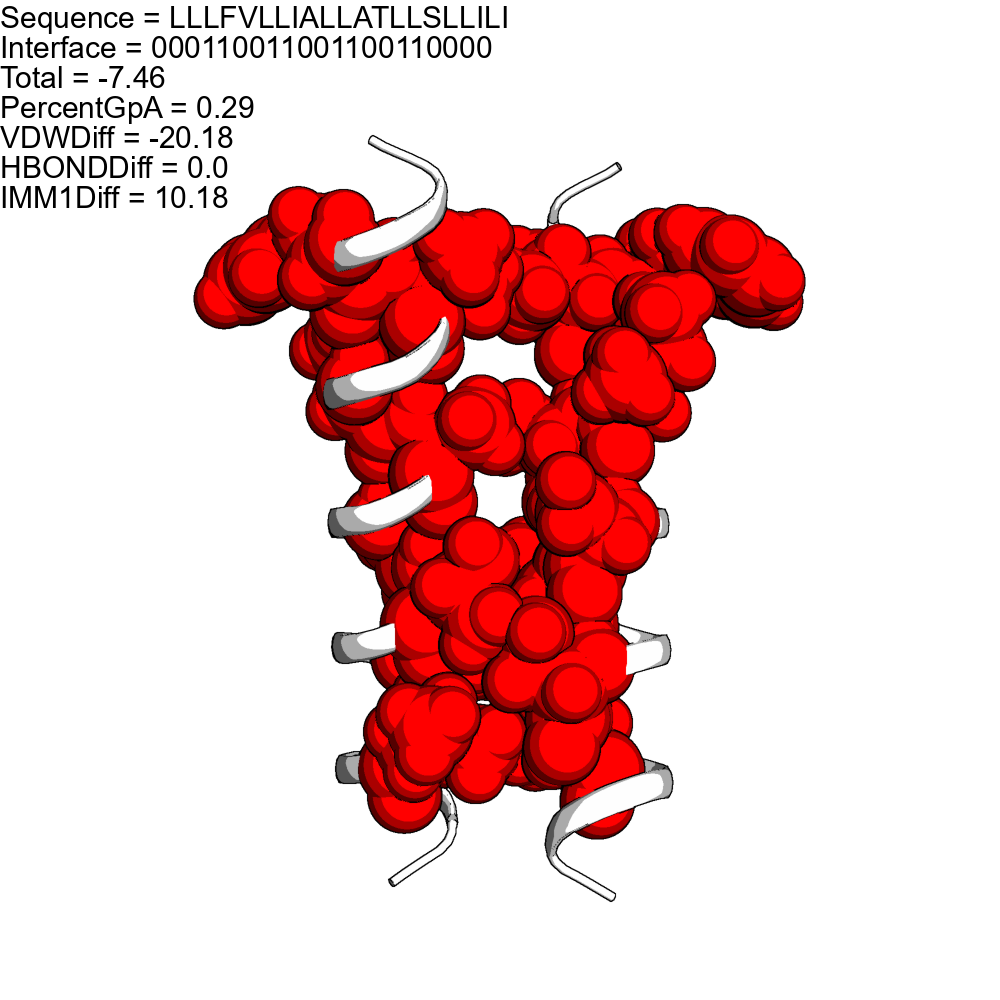 Sequence = LLLFVLLIALLATLLSLLILI
Interface = 000110011001100110000
Total = -7.46
PercentGpA = 0.29
VDWDiff = -20.18
HBONDDiff = 0.0
IMM1Diff = 10.18